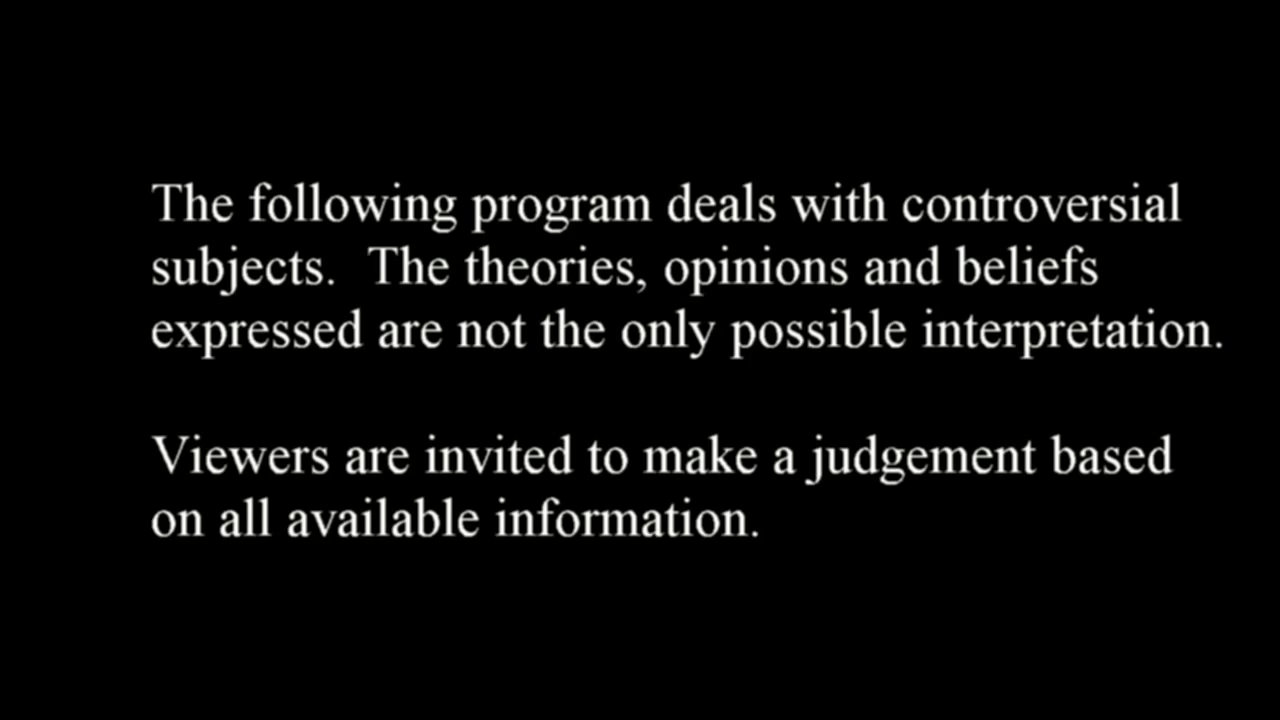 The following program deals with controversial
subjects.  The theories, opinions and beliefs
expressed are not the only possible interpretation.
Viewers are invited to make a judgement based
on all available information.